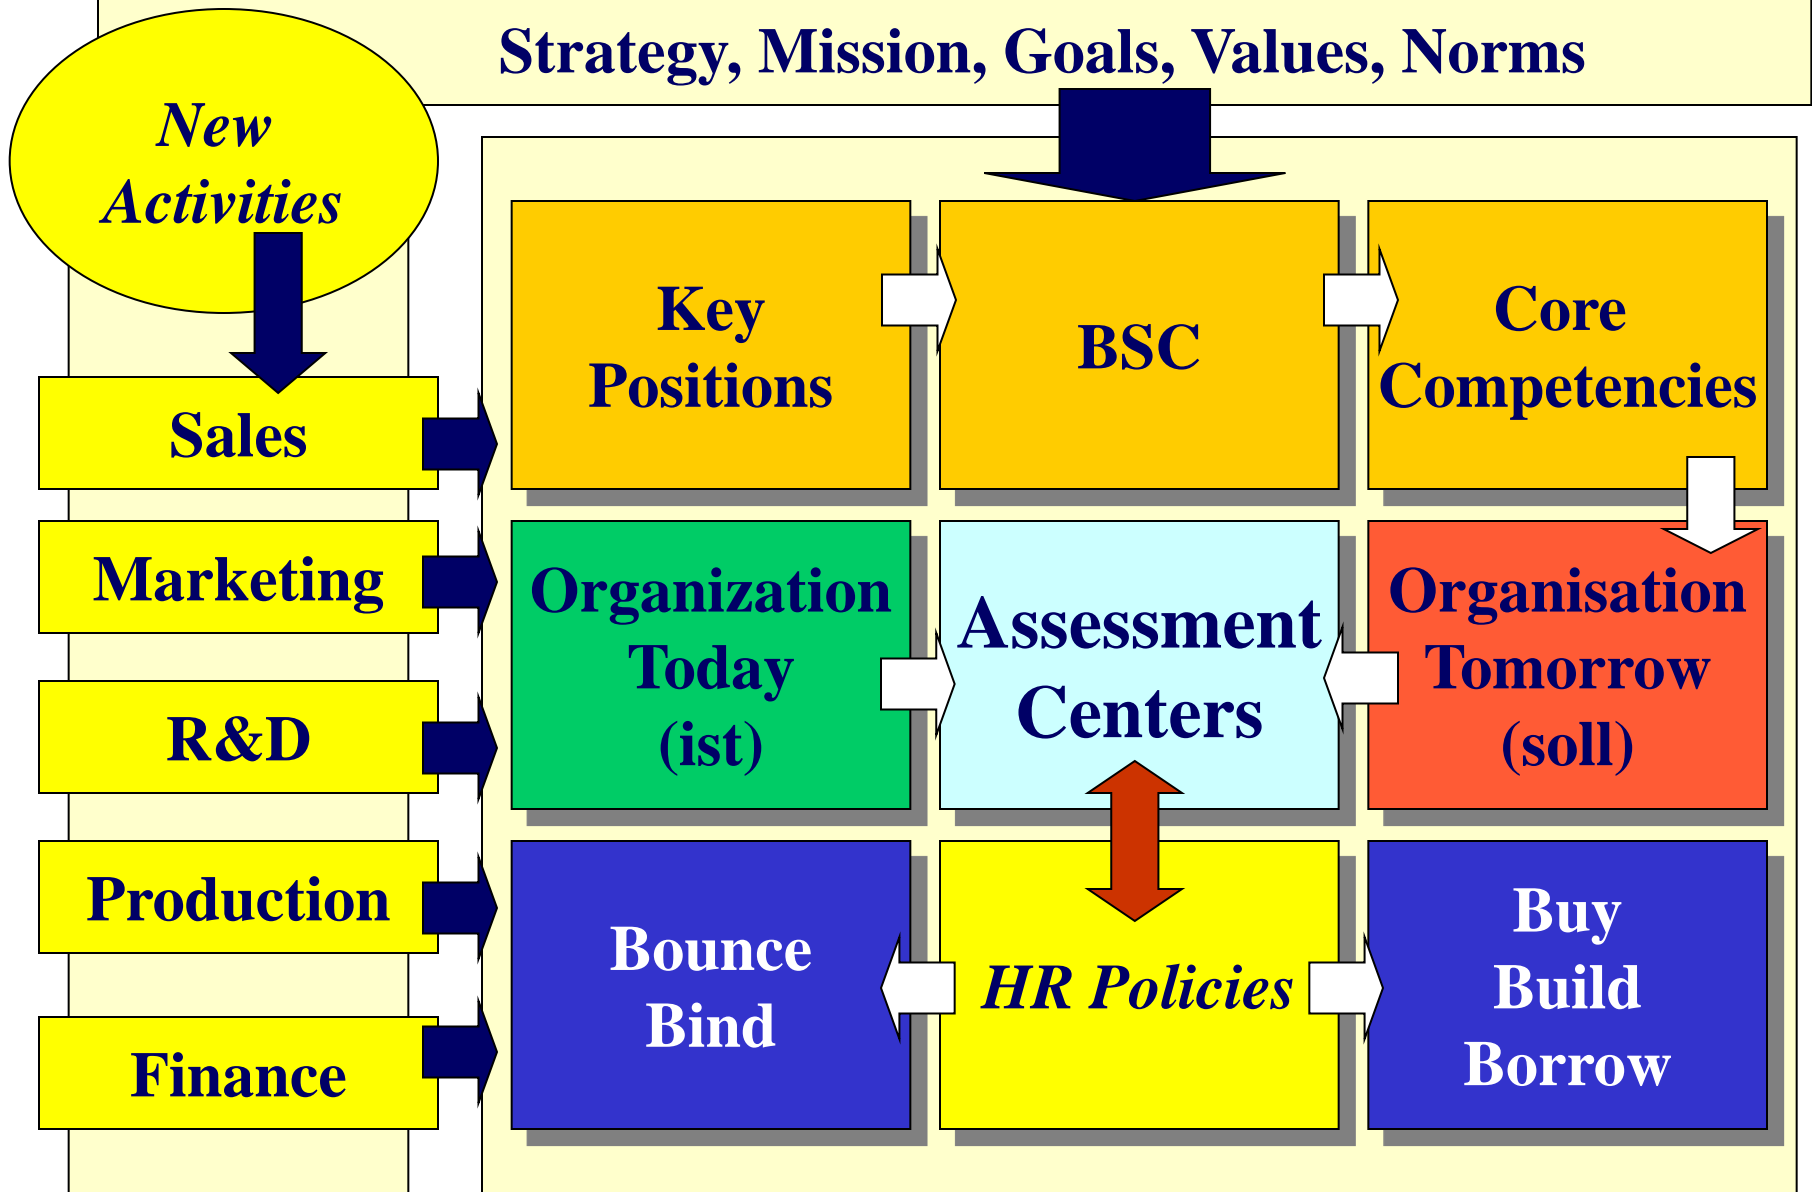 Strategy, Mission, Goals, Values, Norms
New
Activities
Sales
Marketing
R&D
Production
Finance
Key
Positions
BSC
Core
Competencies
Organization
Today
(ist)
Assessment
Centers
Organisation
Tomorrow
(soll)
Bounce
Bind
HR Policies
Buy
Build
Borrow